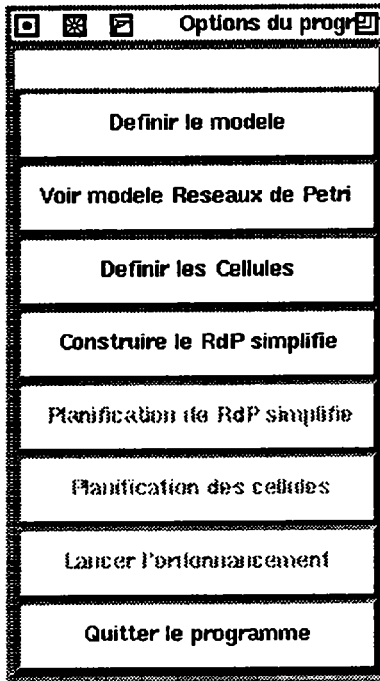 Options du progr
Definir le modele
Voir modele Reseaux de Petri
Definir les Cellules
Construire le RdP simplifie
Planification de RdP simplifie
Planification des cellules
Lancer l'ordonnancement
Quitter le programme